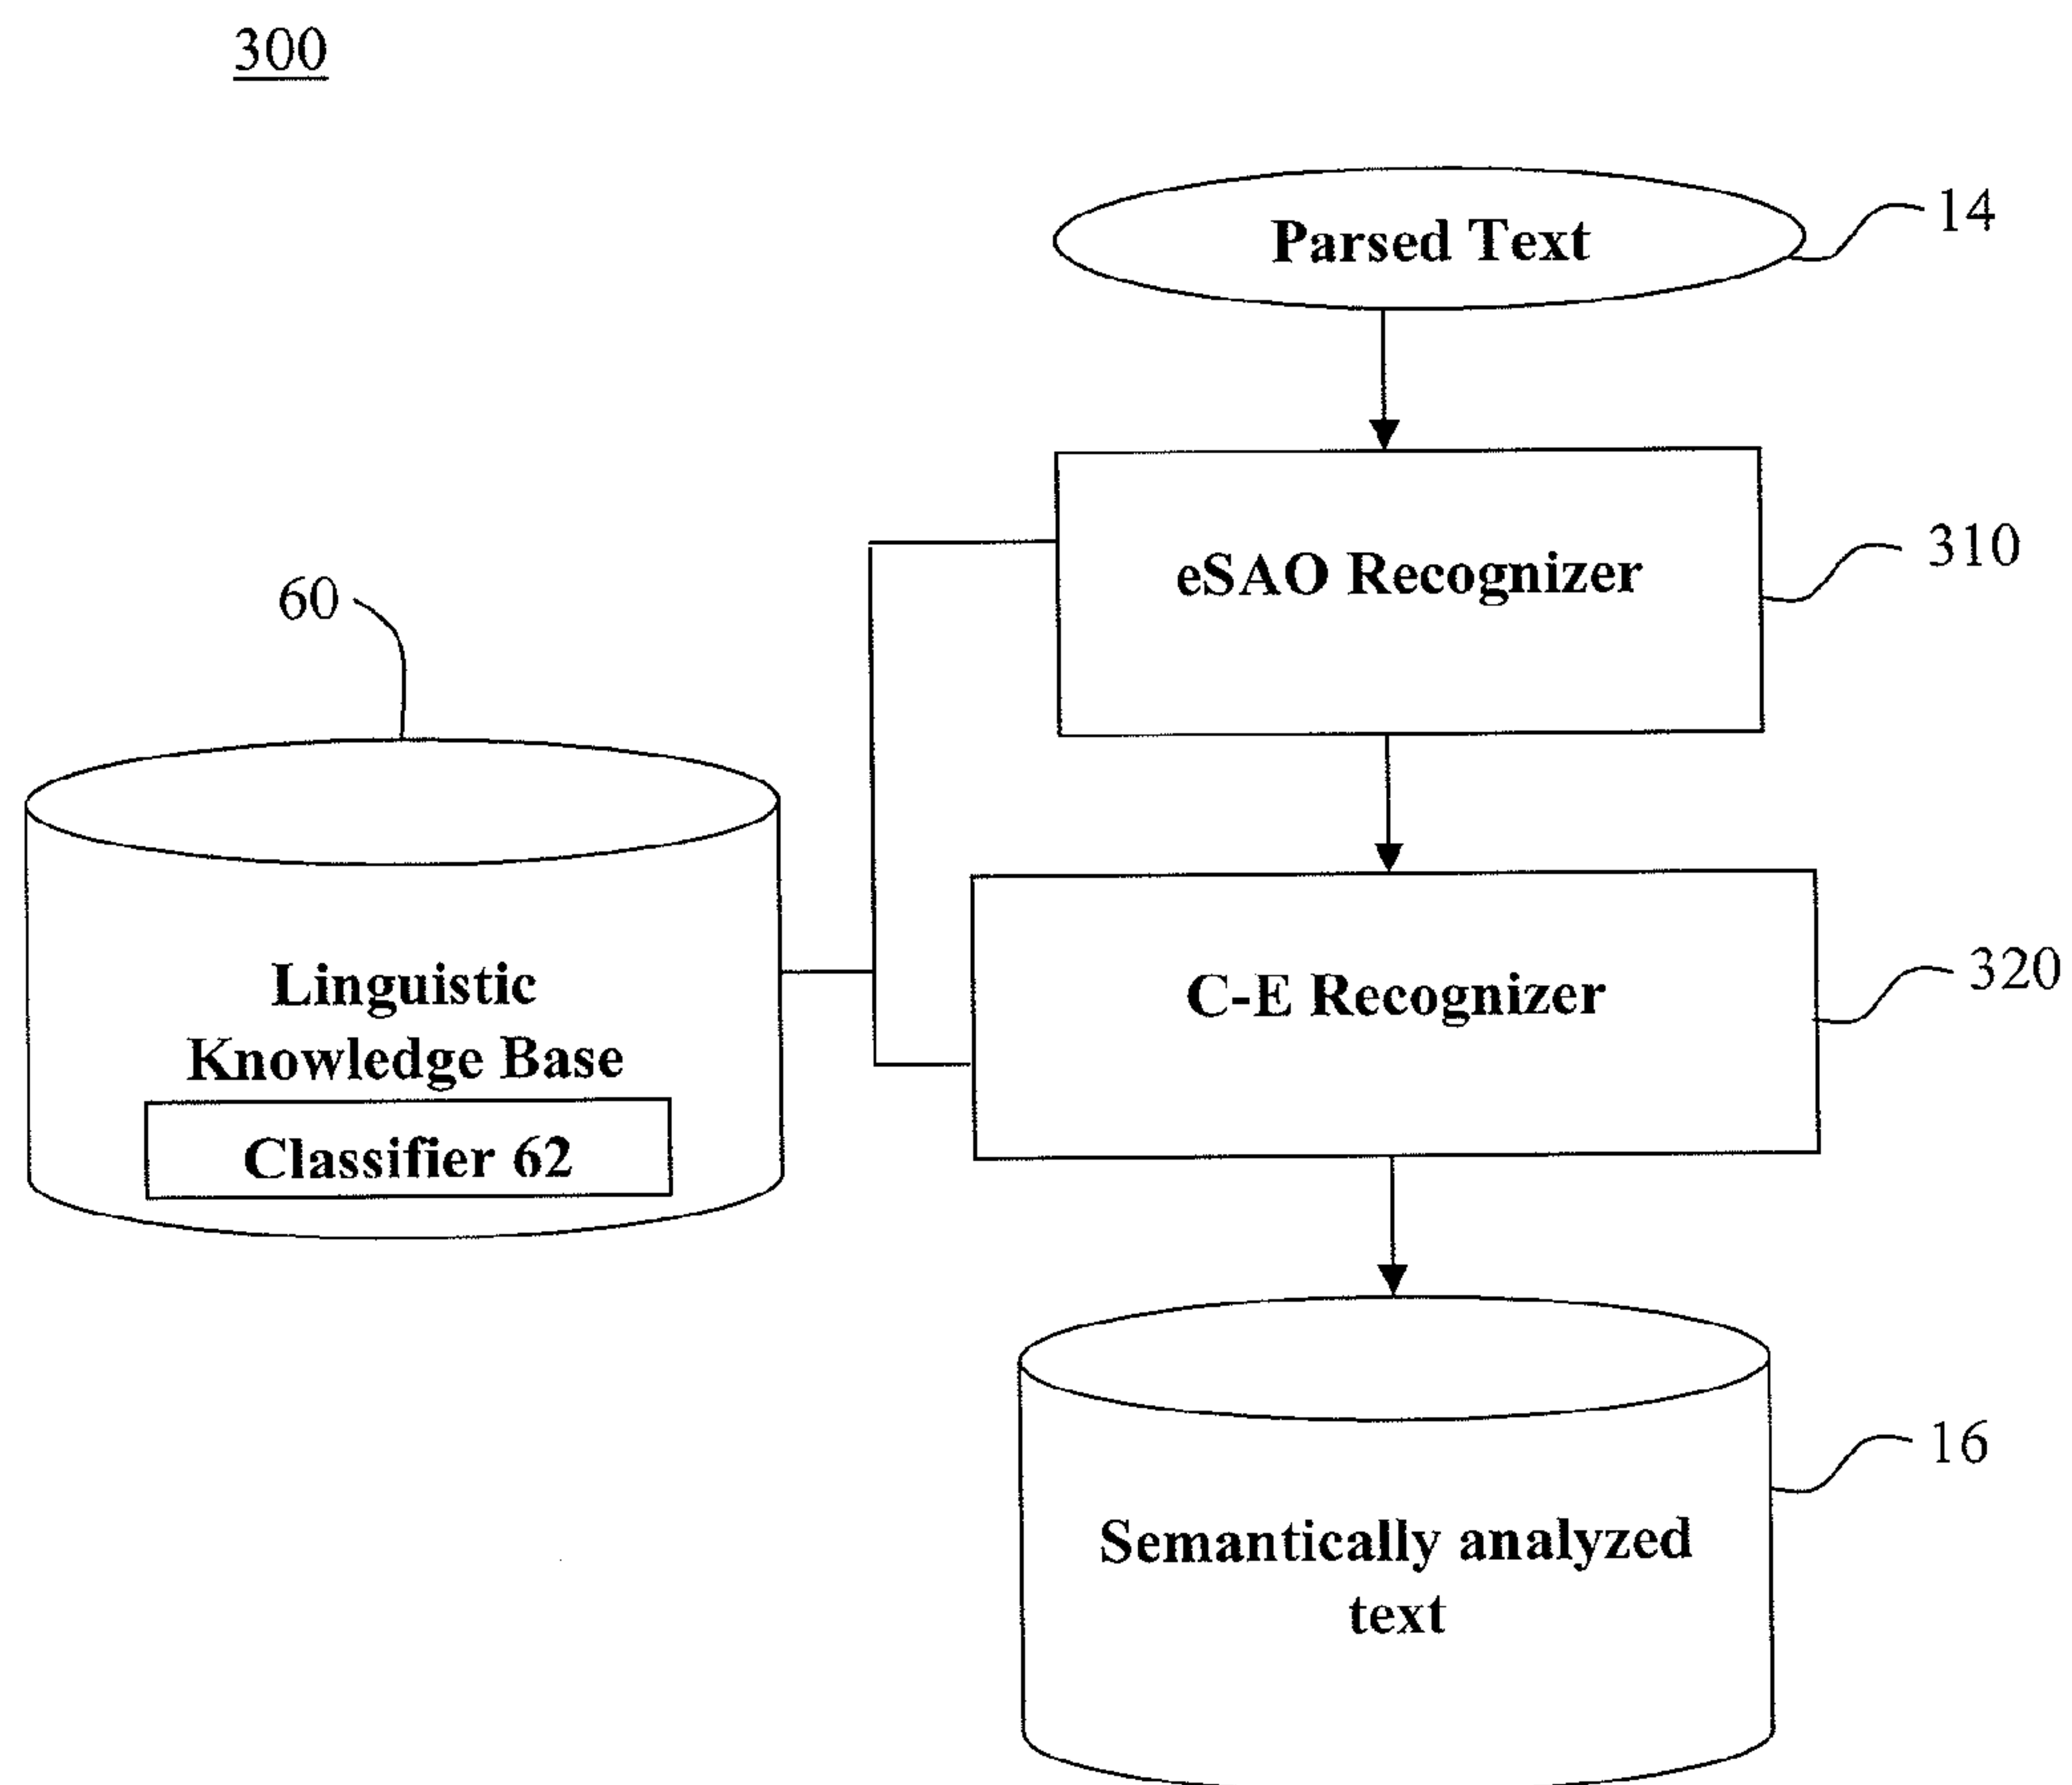 300
Parsed Text
14
eSAO Recognizer
310
60
Linguistic
Knowledge Base
Classifier 62
C-E Recognizer
320
Semantically analyzed
text
16